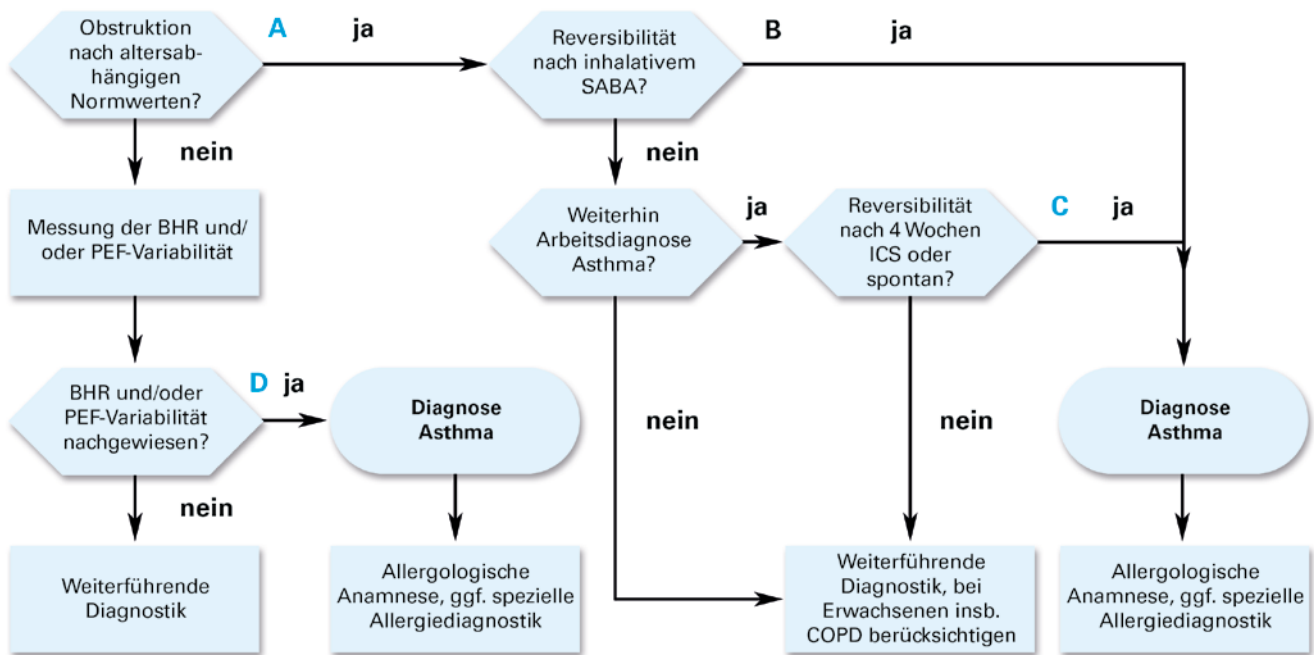 Obstruktion
nach altersab-
hängigen
Normwerten?
A ja
Reversibilität
nach inhalativem
SABA?
B ja
nein
nein
Messung der BHR und/
oder PEF-Variabilität
Weiterhin
Arbeitsdiagnose
Asthma?
ja
Reversibilität
nach 4 Wochen
ICS oder
spontan?
C ja
BHR und/oder
PEF-Variabilität
nachgewiesen?
D ja
Diagnose
Asthma
nein
nein
Diagnose
Asthma
nein
Weiterführende
Diagnostik
Allergologische
Anamnese, ggf. spezielle
Allergiediagnostik
Weiterführende
Diagnostik, bei
Erwachsenen insb.
COPD berücksichtigen
Allergologische
Anamnese, ggf. spezielle
Allergiediagnostik